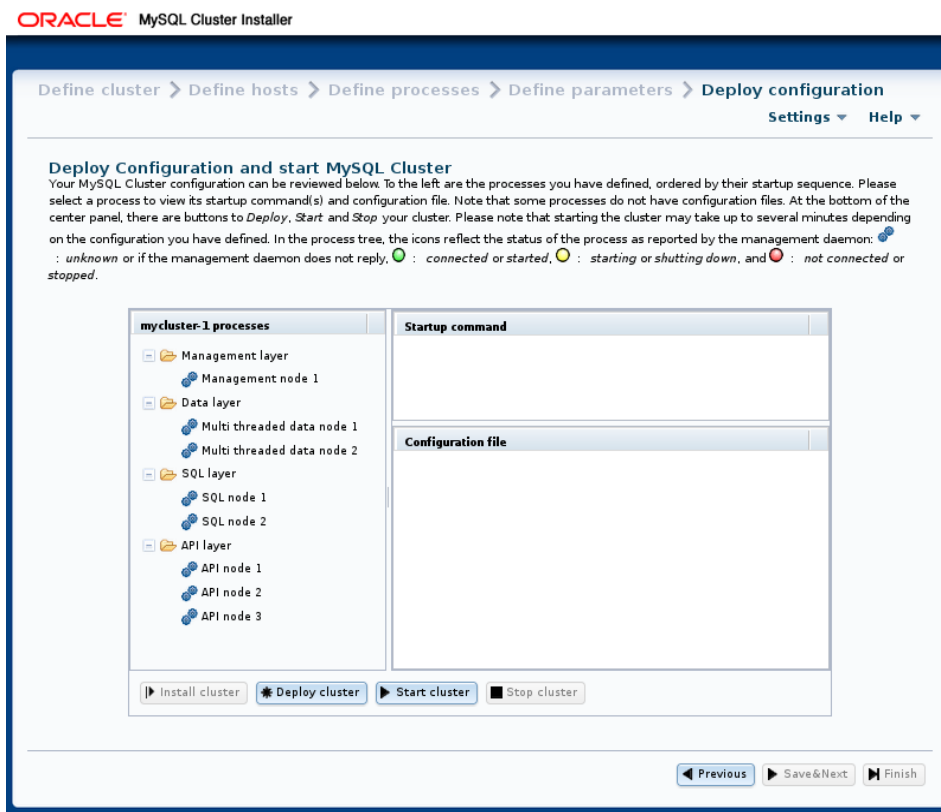 ORACLE MySQL Cluster Installer
Define cluster Define hosts Define processes Define parameters Deploy configuration
Settings Help
Deploy Configuration and start MySQL Cluster
Your MySQL Cluster configuration can be reviewed below. To the left are the processes you have defined, ordered by their startup sequence. Please
select a process to view its startup command(s) and configuration file. Note that some processes do not have configuration files. At the bottom of the
center panel, there are buttons to Deploy, Start and Stop your cluster. Please note that starting the cluster may take up to several minutes depending
on the configuration you have defined. In the process tree, the icons reflect the status of the process as reported by the management daemon:
: unknown or if the management daemon does not reply, : connected or started, : starting or shutting down, and : not connected or
stopped.
mycluster-1 processes
Management layer
Management node 1
Data layer
Multi threaded data node 1
Multi threaded data node 2
SQL layer
SQL node 1
SQL node 2
API layer
API node 1
API node 2
API node 3
Startup command
Configuration file
Install cluster Deploy cluster Start cluster Stop cluster
Previous Save&Next Finish